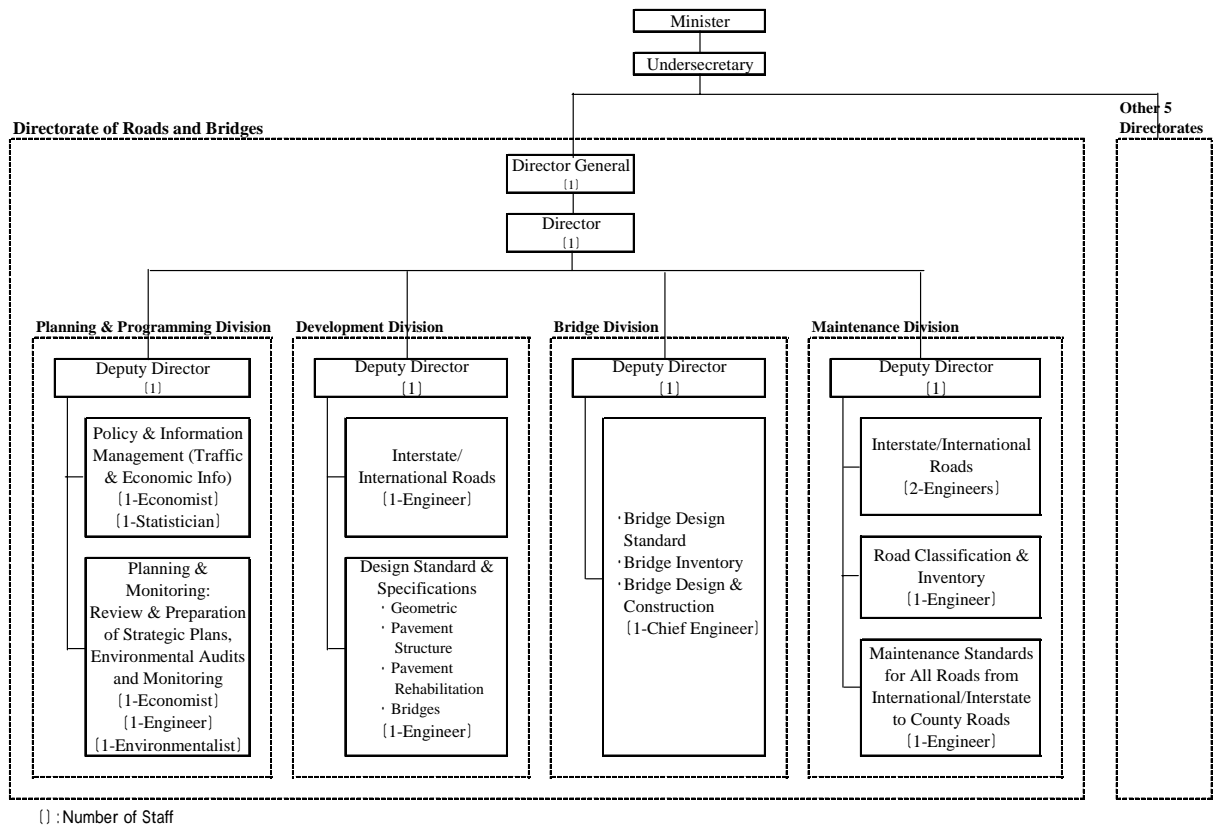 Minister
Undersecretary
Other 5
Directorates
Directorate of Roads and Bridges
Director General
[1]
Director
[1]
Planning & Programming Division
Deputy Director
[1]
Policy & Information
Management (Traffic
& Economic Info)
[1-Economist]
[1-Statistician]
Planning &
Monitoring:
Review & Preparation
of Strategic Plans,
Environmental Audits
and Monitoring
[1-Economist]
[1-Engineer]
[1-Environmentalist]
Development Division
Deputy Director
[1]
Interstate/
International Roads
[1-Engineer]
Design Standard &
Specifications
· Geometric
· Pavement
Structure
· Pavement
Rehabilitation
· Bridges
[1-Engineer]
Bridge Division
Deputy Director
[1]
·Bridge Design
Standard
·Bridge Inventory
·Bridge Design &
Construction
[1-Chief Engineer]
Maintenance Division
Deputy Director
[1]
Interstate/International
Roads
[2-Engineers]
Road Classification &
Inventory
[1-Engineer]
Maintenance Standards
for All Roads from
International/Interstate
to County Roads
[1-Engineer]
[] : Number of Staff